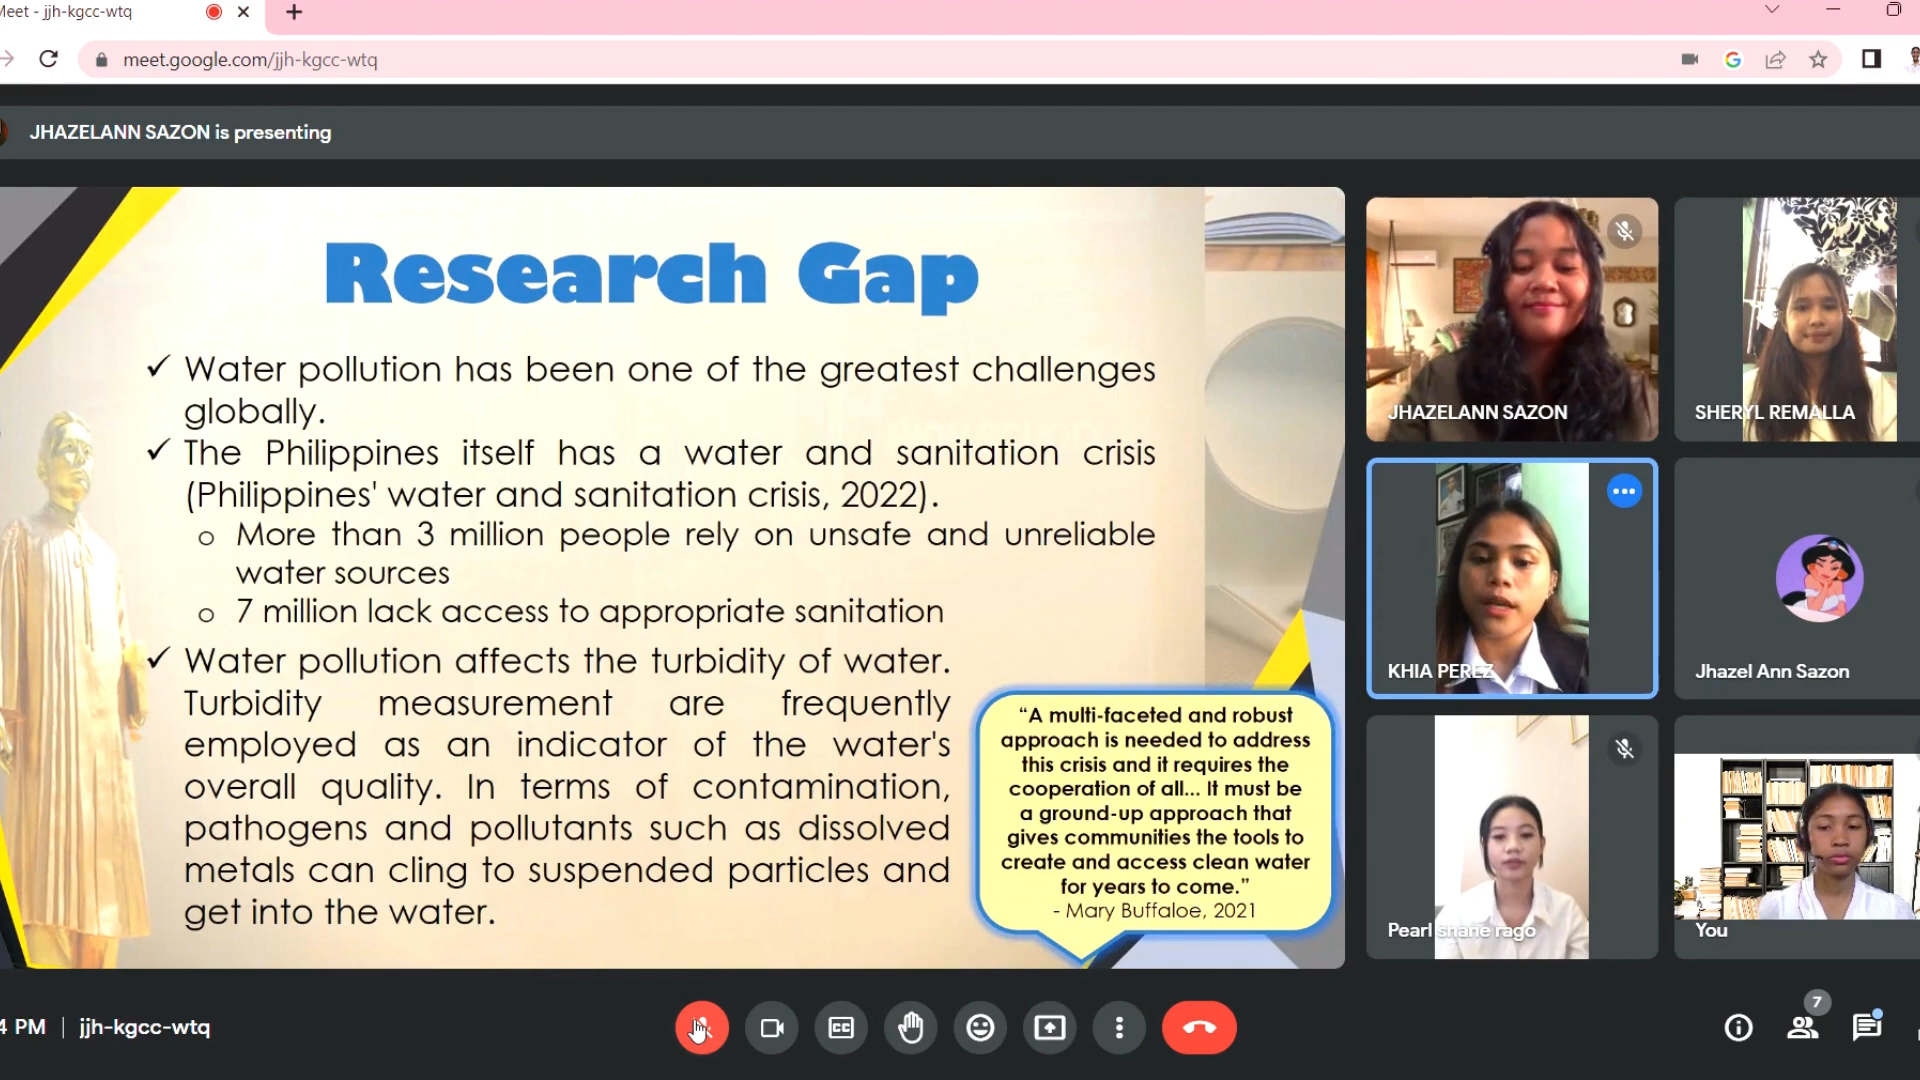 Meet - jjh-kgcc-wtq
meet.google.com/jjh-kgcc-wtq
JHAZELANN SAZON is presenting
Research Gap
✓ Water pollution has been one of the greatest challenges
globally.
✓ The Philippines itself has a water and sanitation crisis
(Philippines' water and sanitation crisis, 2022).
o More than 3 million people rely on unsafe and unreliable
water sources
o 7 million lack access to appropriate sanitation
✓ Water pollution affects the turbidity of water.
Turbidity measurement are frequently
employed as an indicator of the water's
overall quality. In terms of contamination,
pathogens and pollutants such as dissolved
metals can cling to suspended particles and
get into the water.
“A multi-faceted and robust
approach is needed to address
this crisis and it requires the
cooperation of all... It must be
a ground-up approach that
gives communities the tools to
create and access clean water
for years to come.”
- Mary Buffaloe, 2021
JHAZELANN SAZON
SHERYL REMALLA
KHIA PEREZ
Jhazel Ann Sazon
Pearl shane rago
You
4 PM
jjh-kgcc-wtq
CC
7